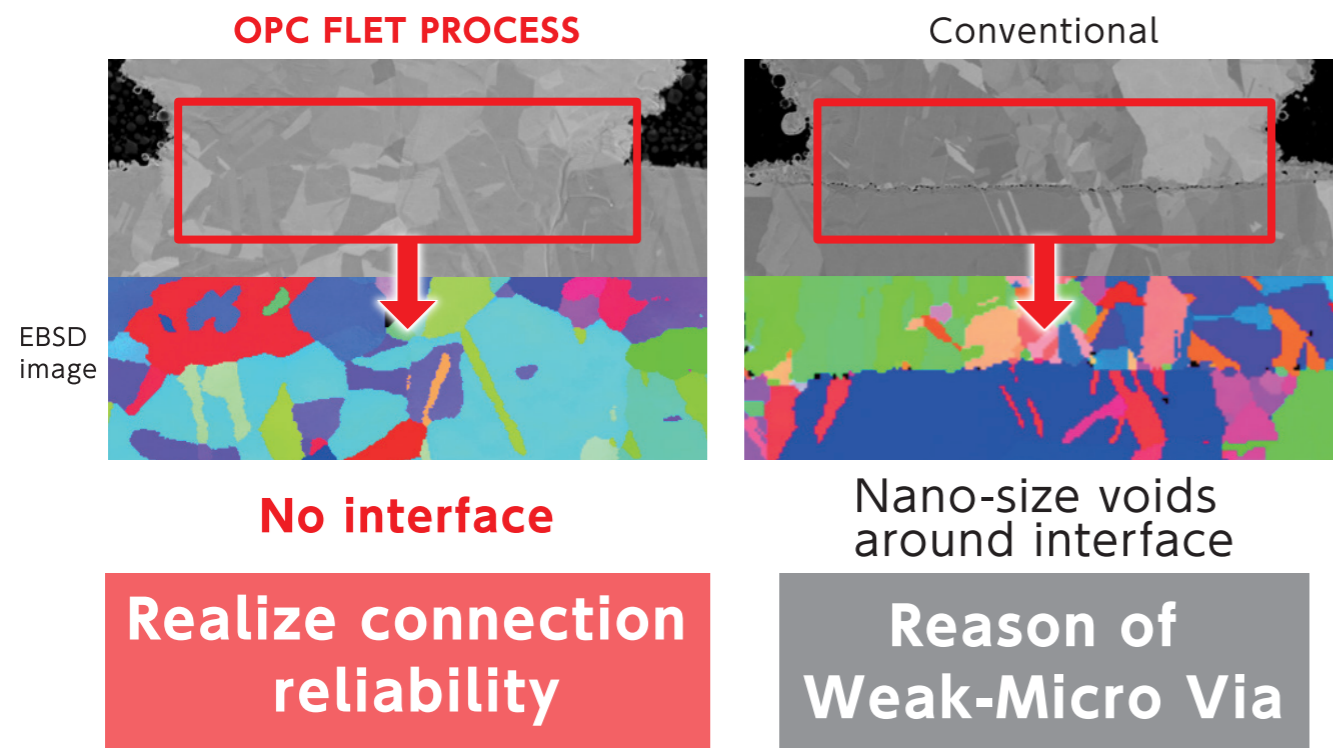 OPC FLET PROCESS
Conventional
EBSD
image
No interface
Nano-size voids
around interface
Realize connection
reliability
Reason of
Weak-Micro Via